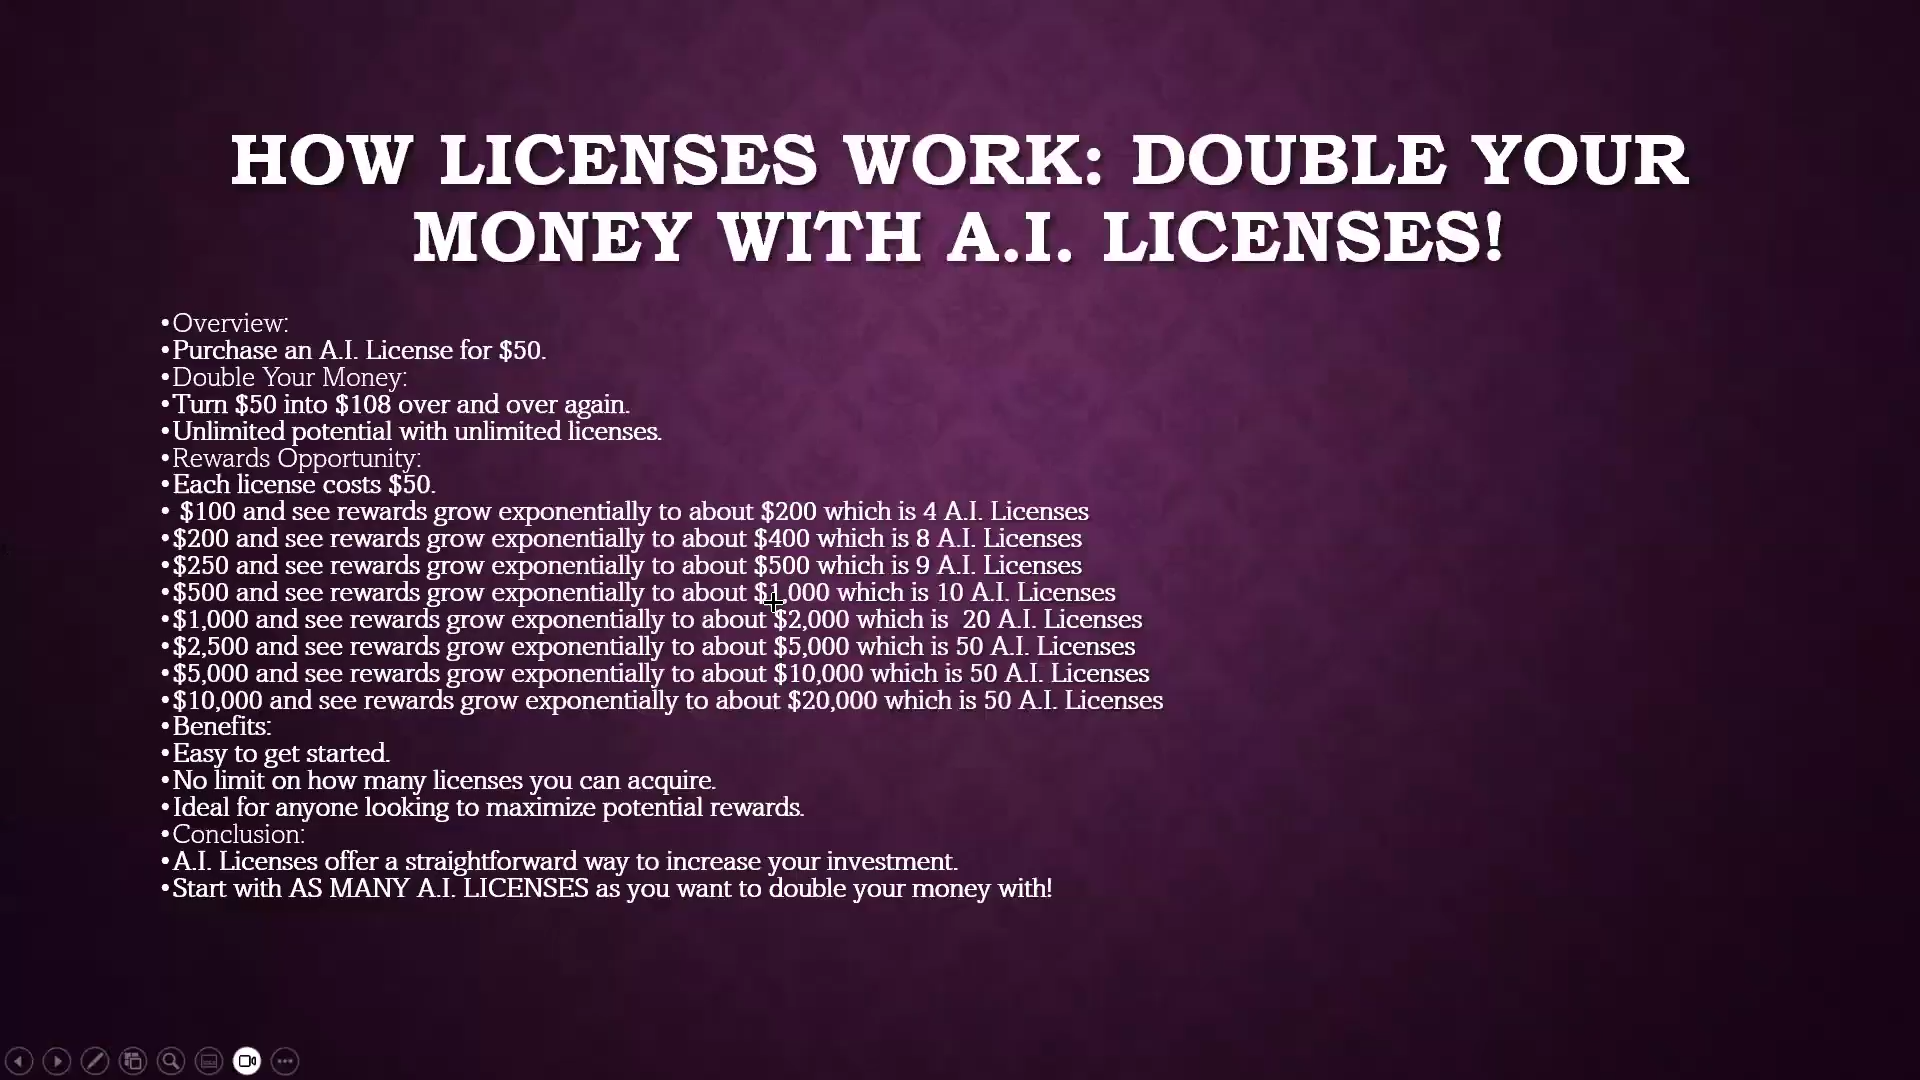 HOW LICENSES WORK: DOUBLE YOUR
MONEY WITH A.I. LICENSES!
•Overview:
•Purchase an A.I. License for $50.
•Double Your Money:
•Turn $50 into $108 over and over again.
•Unlimited potential with unlimited licenses.
•Rewards Opportunity:
•Each license costs $50.
• $100 and see rewards grow exponentially to about $200 which is 4 A.I. Licenses
•$200 and see rewards grow exponentially to about $400 which is 8 A.I. Licenses
•$250 and see rewards grow exponentially to about $500 which is 9 A.I. Licenses
•$500 and see rewards grow exponentially to about $1,000 which is 10 A.I. Licenses
•$1,000 and see rewards grow exponentially to about $2,000 which is  20 A.I. Licenses
•$2,500 and see rewards grow exponentially to about $5,000 which is 50 A.I. Licenses
•$5,000 and see rewards grow exponentially to about $10,000 which is 50 A.I. Licenses
•$10,000 and see rewards grow exponentially to about $20,000 which is 50 A.I. Licenses
•Benefits:
•Easy to get started.
•No limit on how many licenses you can acquire.
•Ideal for anyone looking to maximize potential rewards.
•Conclusion:
•A.I. Licenses offer a straightforward way to increase your investment.
•Start with AS MANY A.I. LICENSES as you want to double your money with!